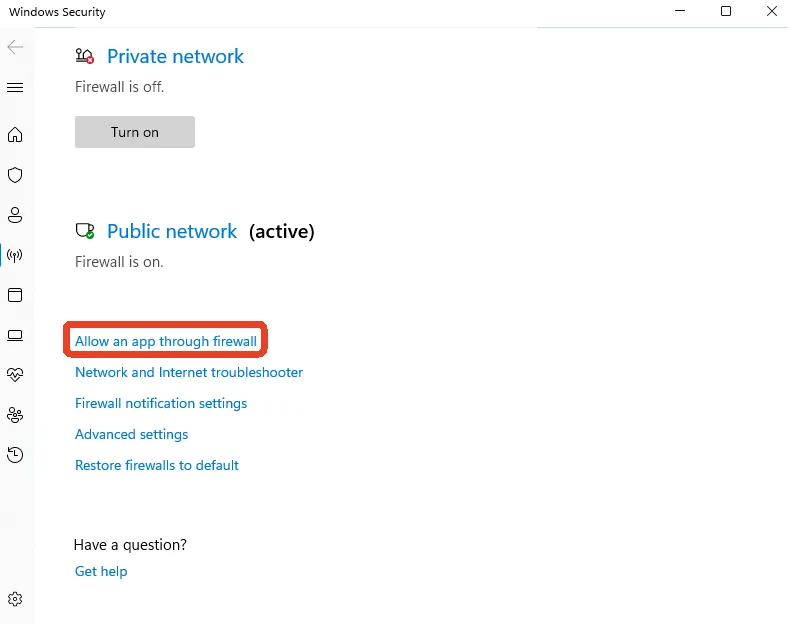 Windows Security
Private network
Firewall is off.
Turn on
Public network (active)
Firewall is on.
Allow an app through firewall
Network and Internet troubleshooter
Firewall notification settings
Advanced settings
Restore firewalls to default
Have a question?
Get help